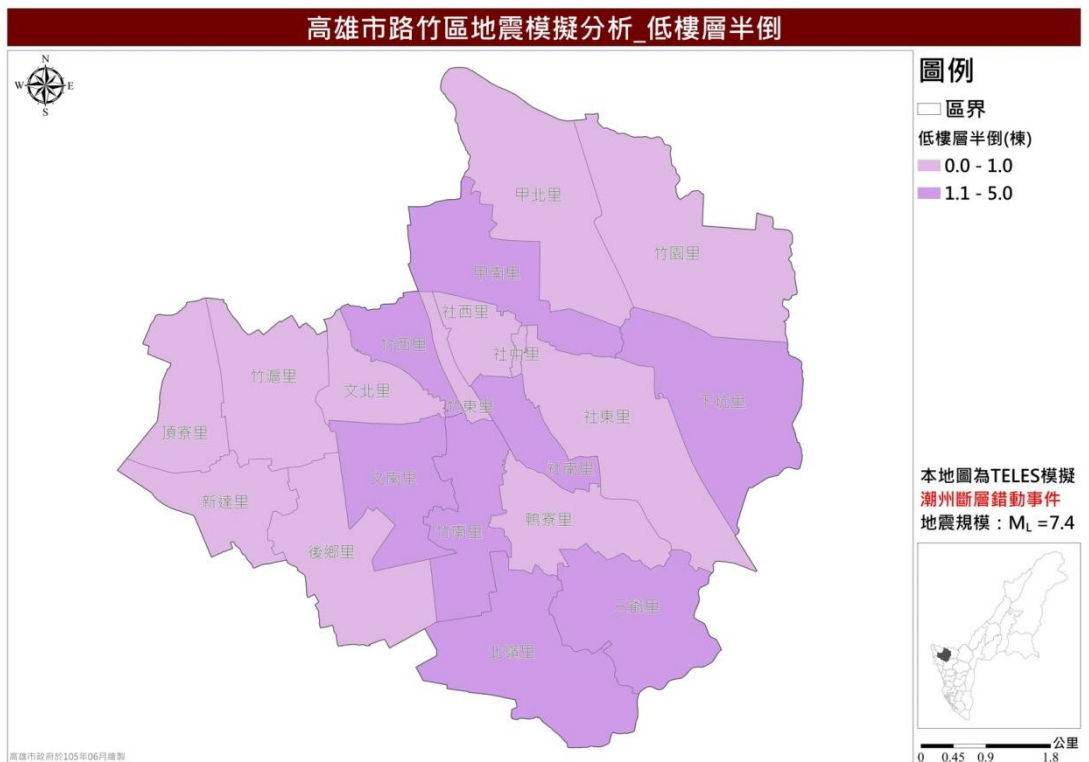 高雄市路竹區地震模擬分析_低樓層半倒
N
W
E
S
圖例
區界
低樓層半倒(棟)
0.0 - 1.0
1.1 - 5.0
甲北里
竹園里
甲南里
社西里
竹西里
社中里
竹滬里
文北里
竹東里
社東里
下坑里
頂寮里
社南里
文南里
新達里
鴨寮里
竹南里
後鄉里
三爺里
北嶺里
本地圖為TELES模擬
潮州斷層錯動事件
地震規模：ML =7.4
公里
0 0.45 0.9 1.8
高雄市政府於105年06月繪製